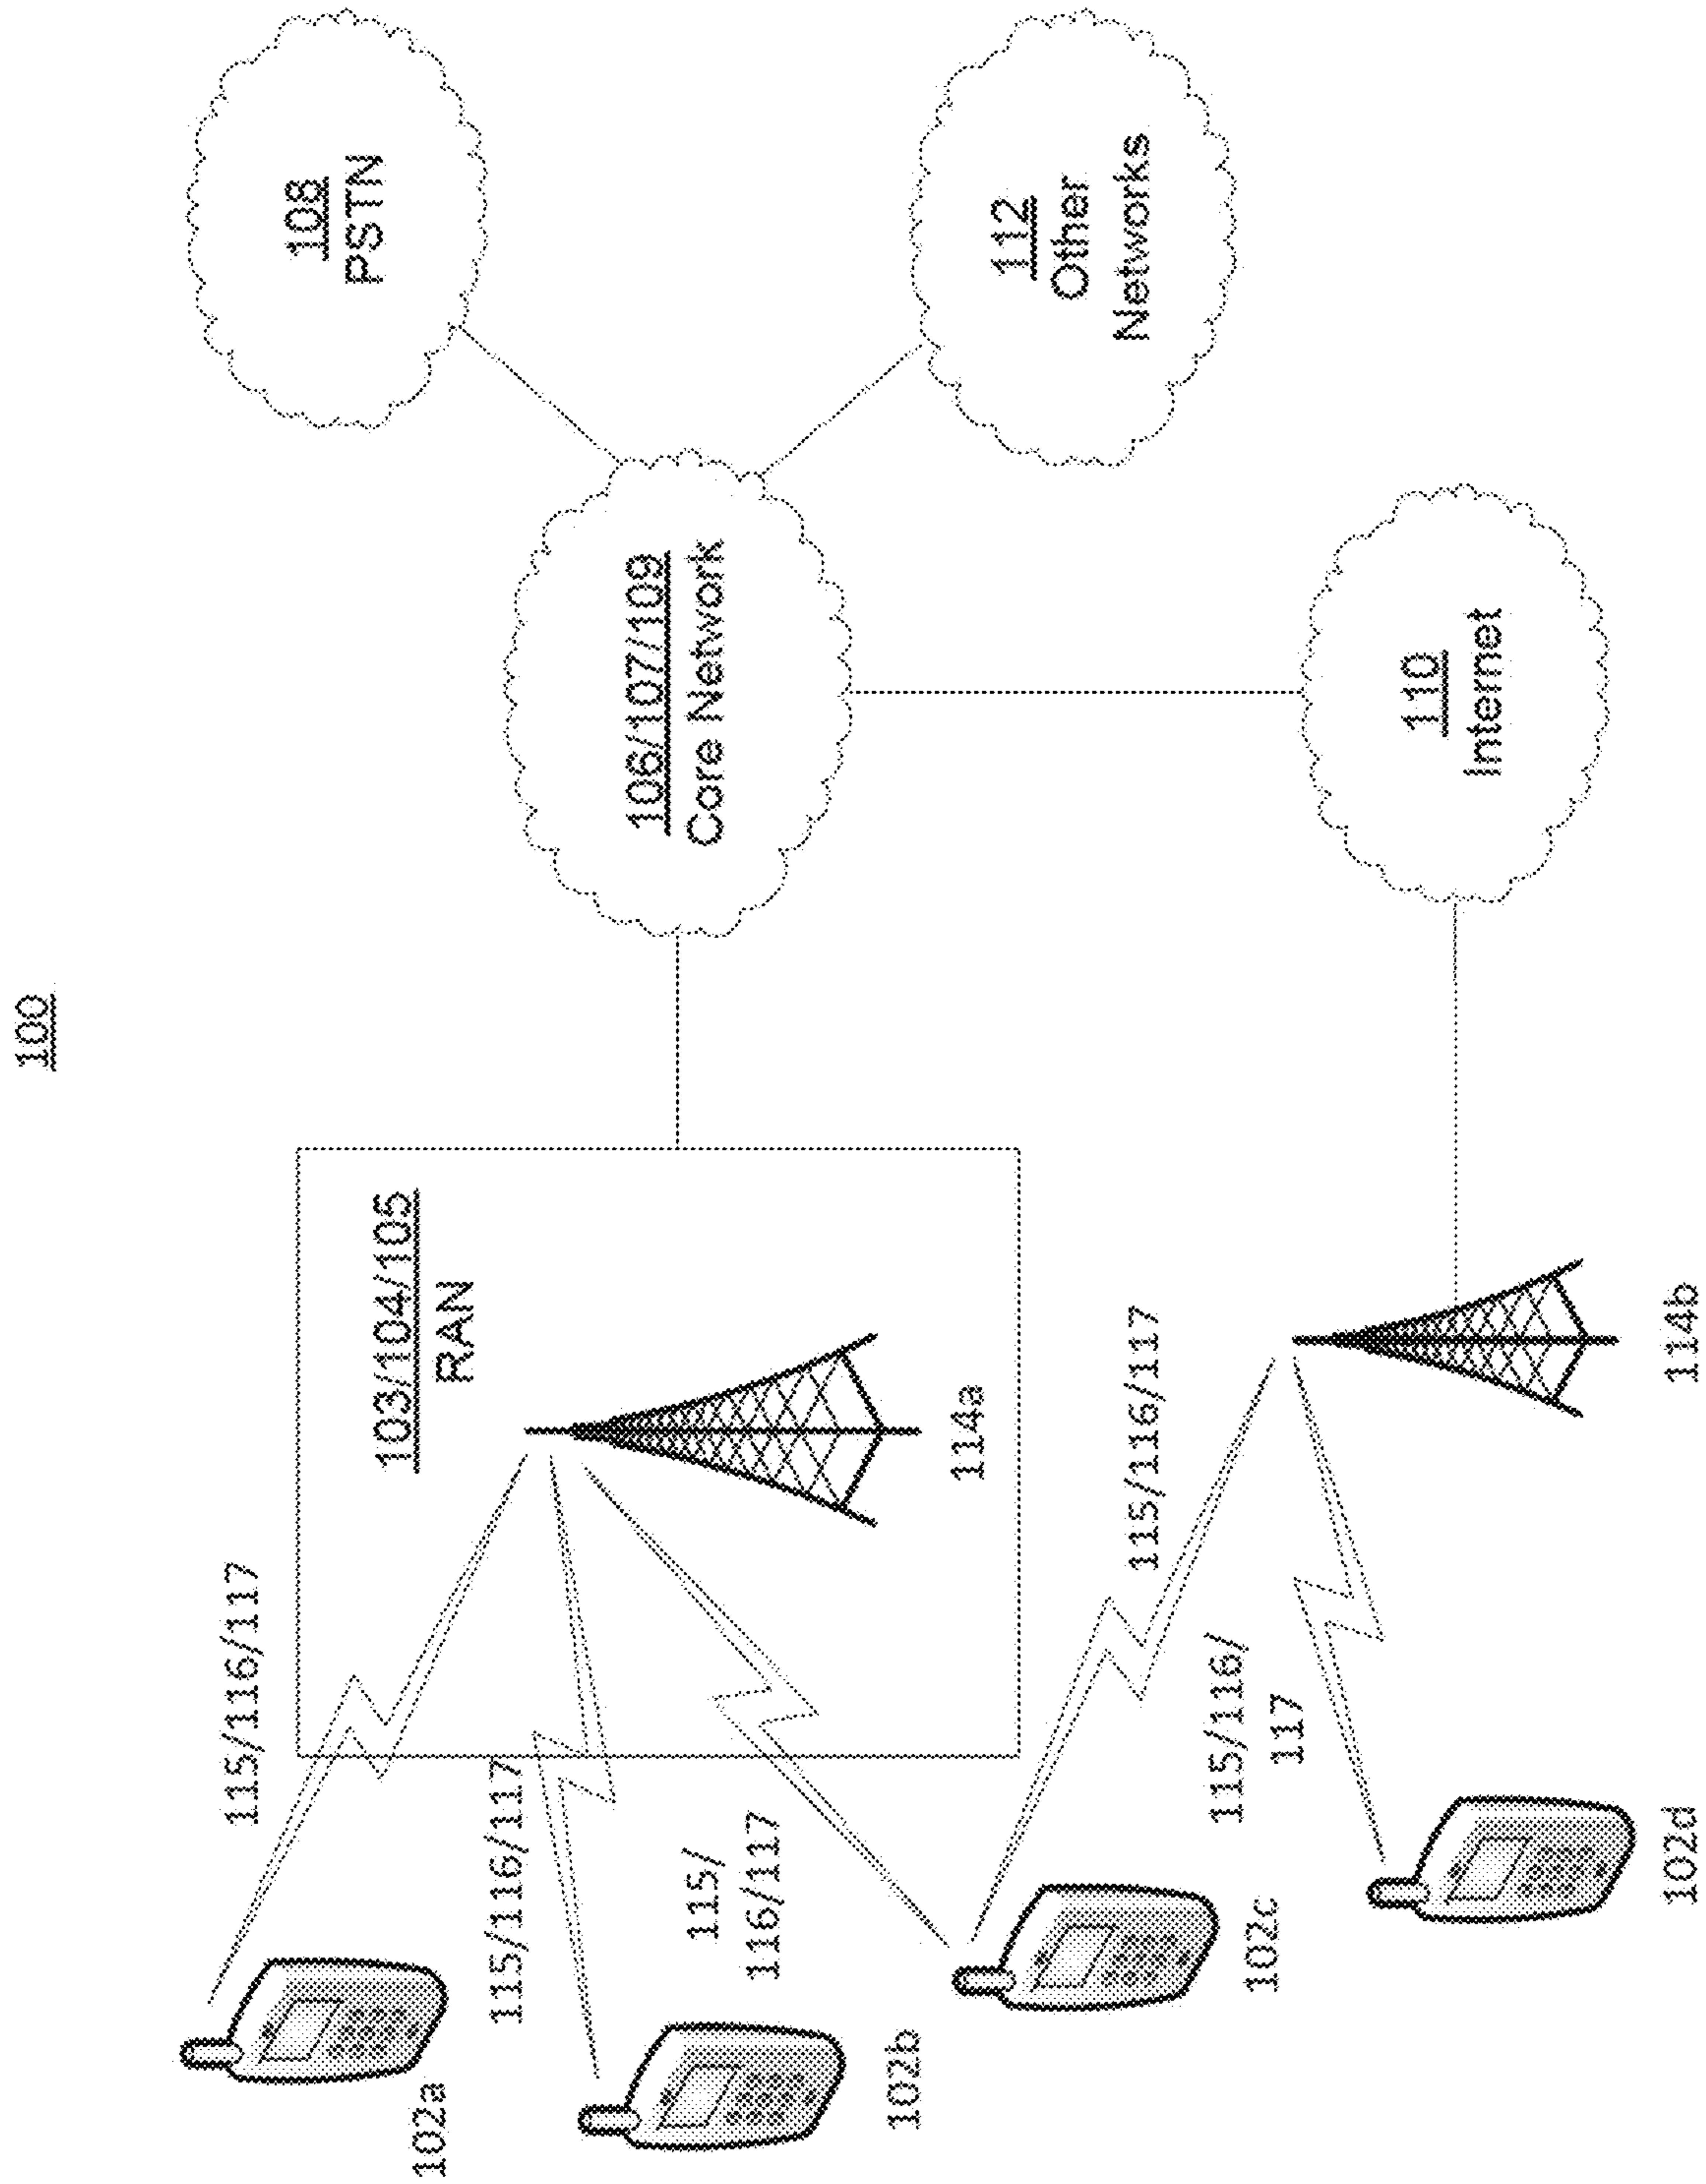 100
108
PSTN
106/107/109
Core Network
112
Other
Networks
103/104/105
RAN
114a
115/116/117
102a
115/116/117
102b
115/
116/117
102c
115/116/117
115/116/
117
102d
114b
110
Internet